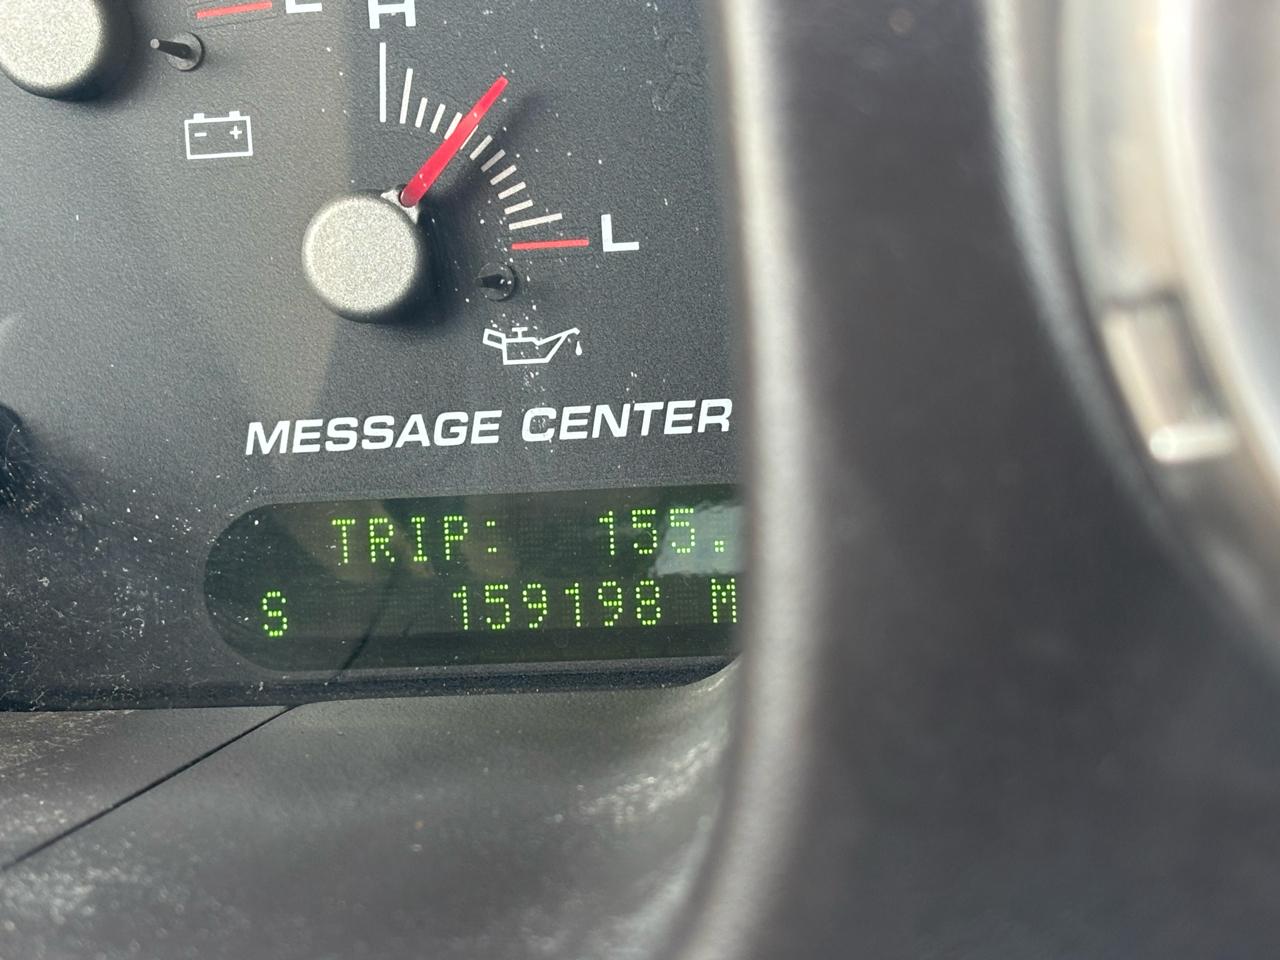 H
L
MESSAGE CENTER
TRIP: 155.
S 159198 M